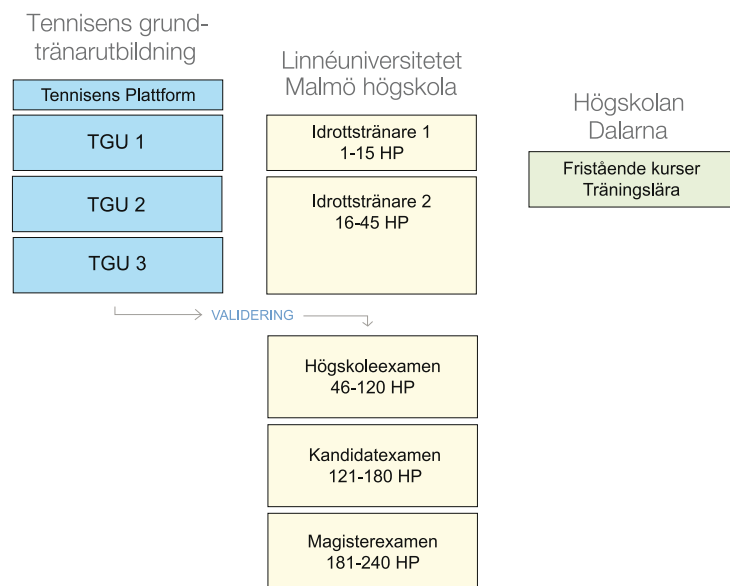 Tennisens grund-
tränarutbildning
Tennisens Plattform
TGU 1
TGU 2
TGU 3
Linnéuniversitetet
Malmö högskola
Idrottstränare 1
1-15 HP
Idrottstränare 2
16-45 HP
Högskolan
Dalarna
Fristående kurser
Träningslära
VALIDERING
Högskoleexamen
46-120 HP
Kandidatexamen
121-180 HP
Magisterexamen
181-240 HP